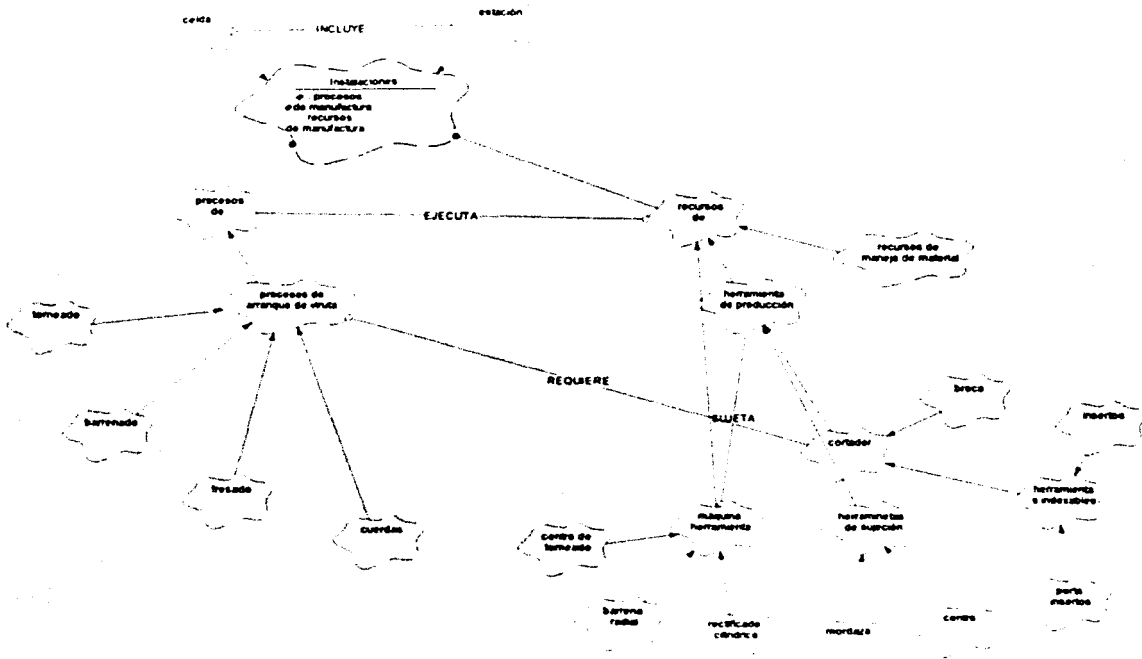 celda
estación
INCLUYE
Instalaciones
procesos
de manufactura
recursos
de manufactura
procesos
de
EJECUTA
recursos
de
recursos de
manejo de material
procesos de
arranque de viruta
herramienta
de producción
torneado
REQUIERE
broca
SUJETA
insertos
barrenado
cortador
fresado
herramienta
s indexables
cuerdas
centro de
torneado
máquina
herramienta
herraminetas
de sujeción
barrena
radial
rectificado
cilíndrico
mordaza
centro
porta
insertos